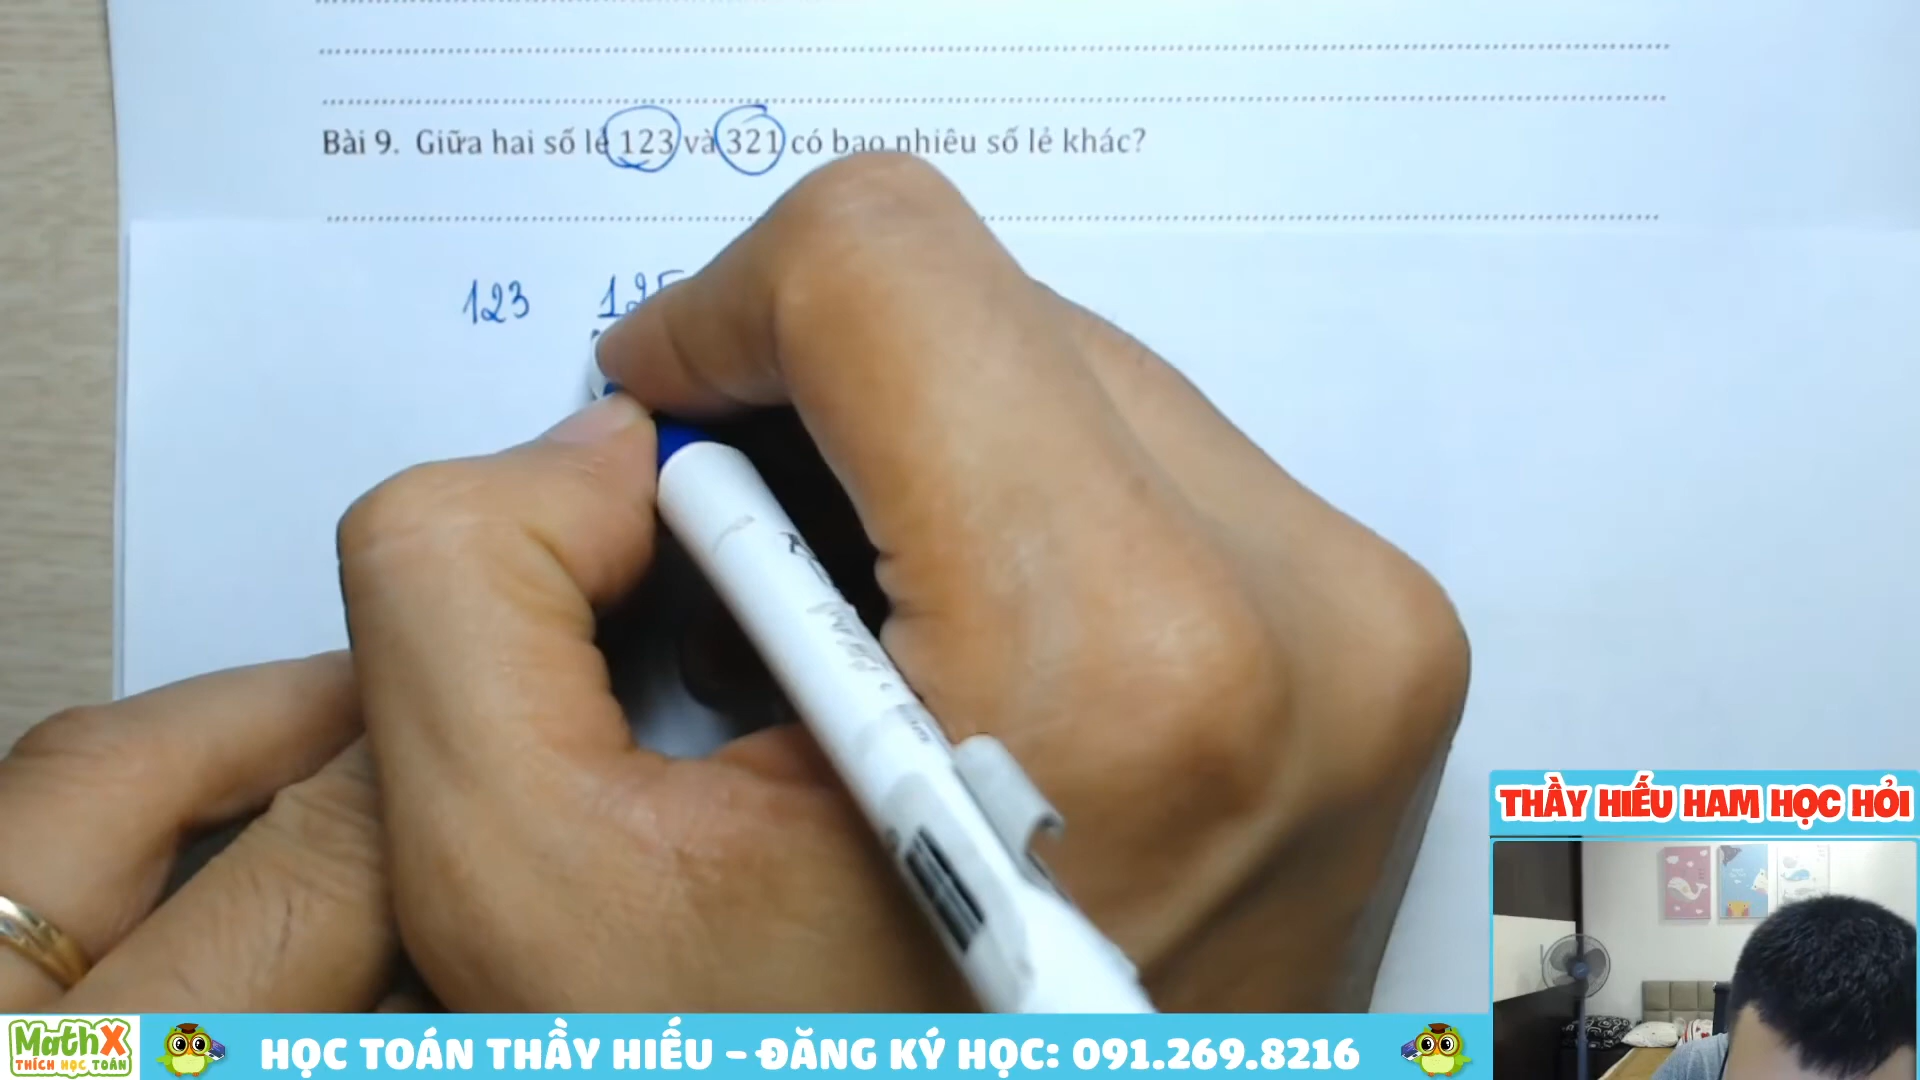 Bài 9. Giữa hai số lẻ 123 và 321 có bao nhiêu số lẻ khác?
123 125
THẦY HIẾU HAM HỌC HỎI
MathX
THÍCH HỌC TOÁN
HỌC TOÁN THẦY HIẾU - ĐĂNG KÝ HỌC: 091.269.8216